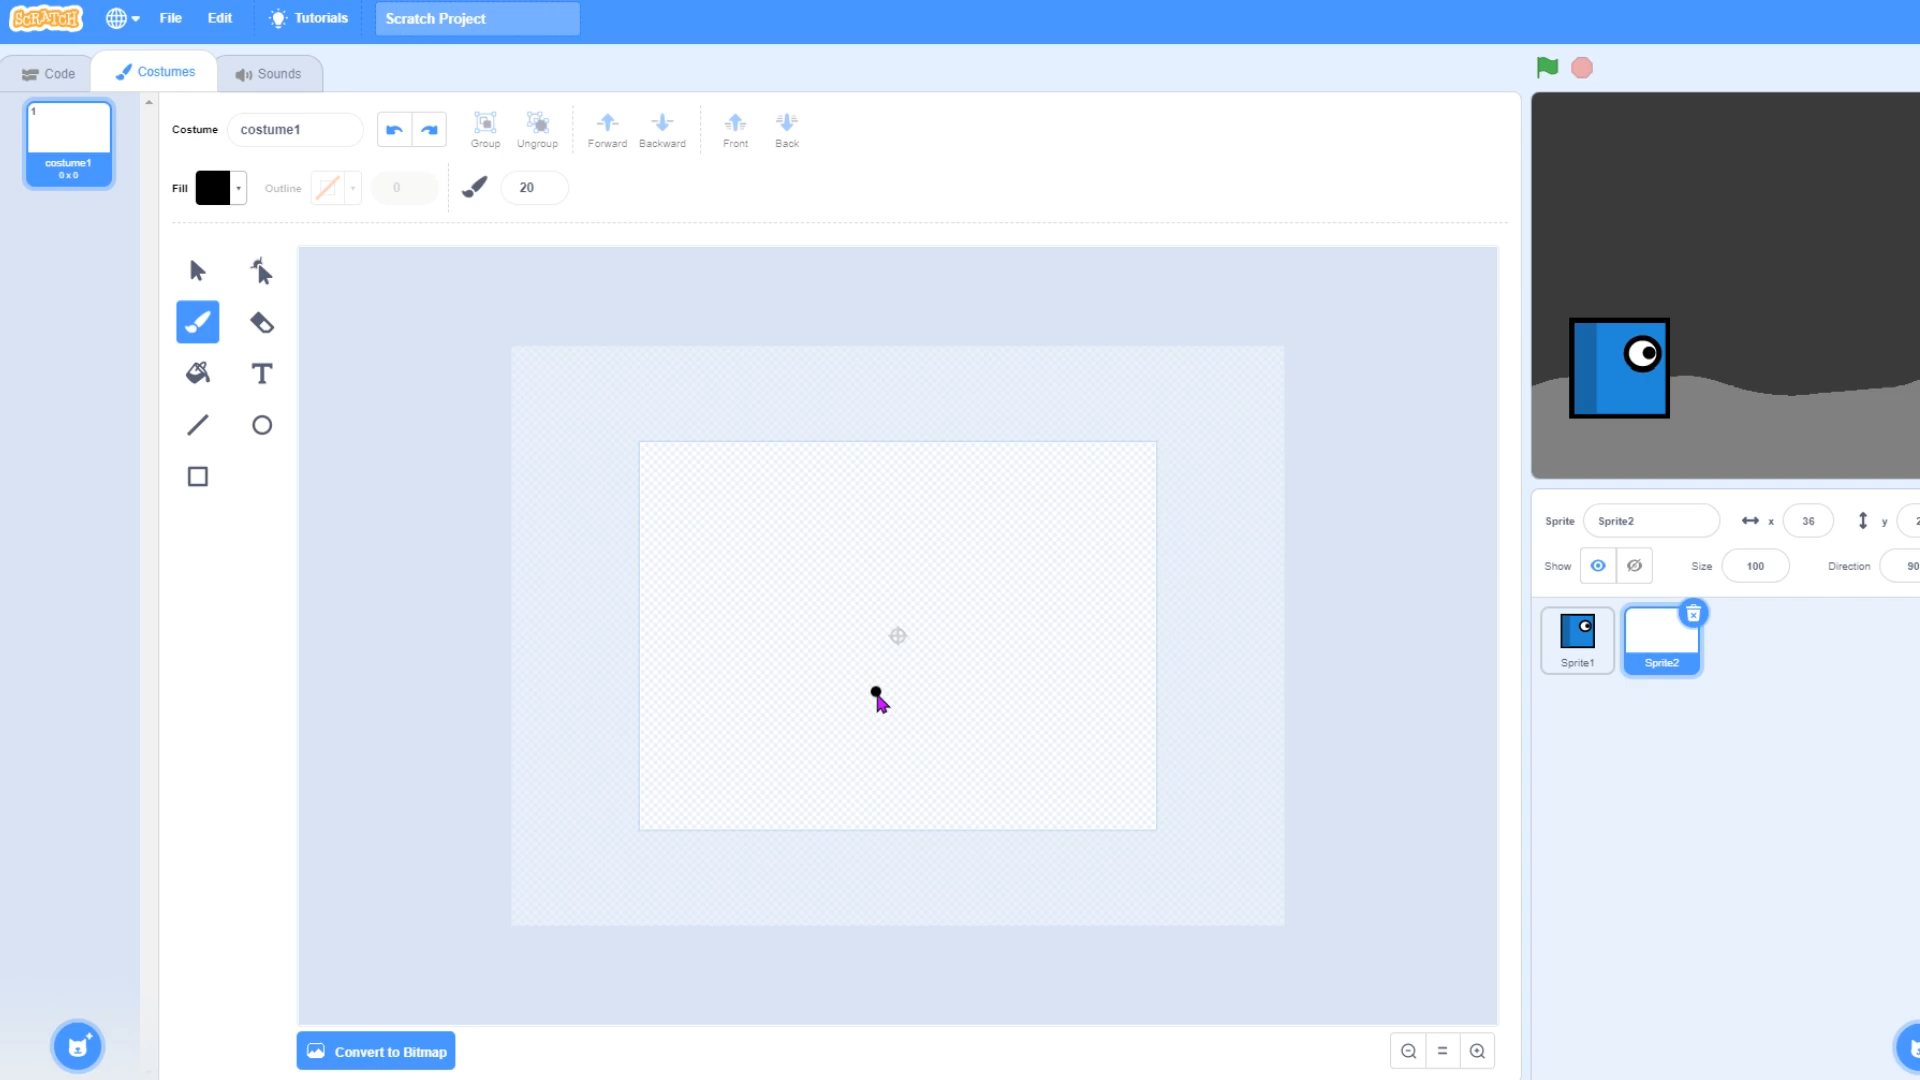 SCRATCH File Edit Tutorials Scratch Project
Code Costumes Sounds
1
costume1
0 x 0
Costume costume1 Group Ungroup Forward Backward Front Back
Fill Outline 0 20
Convert to Bitmap
Sprite Sprite2 x 36 y 2
Show Size 100 Direction 90
Sprite1 Sprite2